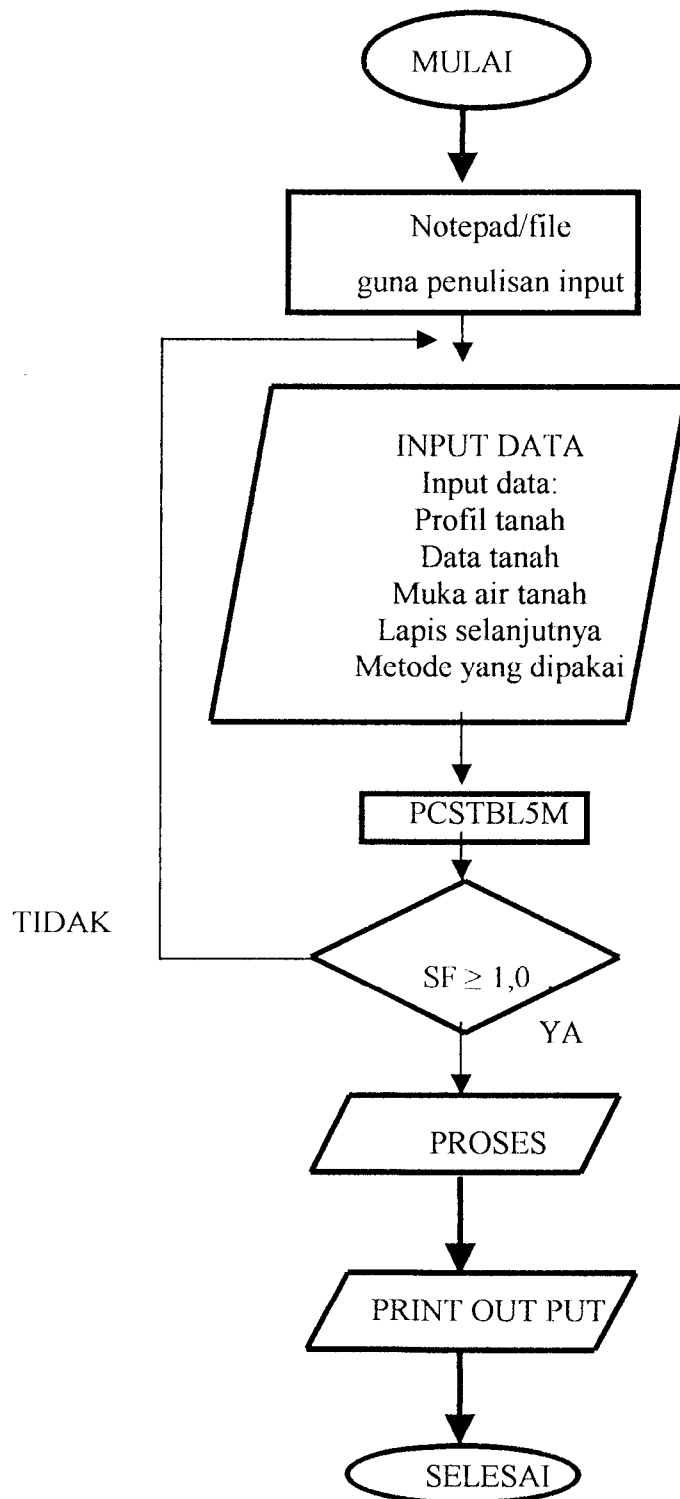 MULAI
Notepad/file
guna penulisan input
INPUT DATA
Input data:
Profil tanah
Data tanah
Muka air tanah
Lapis selanjutnya
Metode yang dipakai
PCSTBL5M
TIDAK
SF ≥ 1,0
YA
PROSES
PRINT OUT PUT
SELESAI